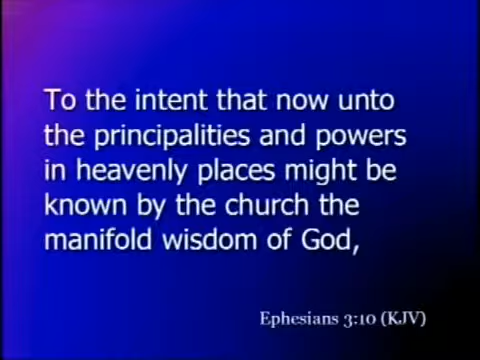 To the intent that now unto
the principalities and powers
in heavenly places might be
known by the church the
manifold wisdom of God,
Ephesians 3:10 (KJV)